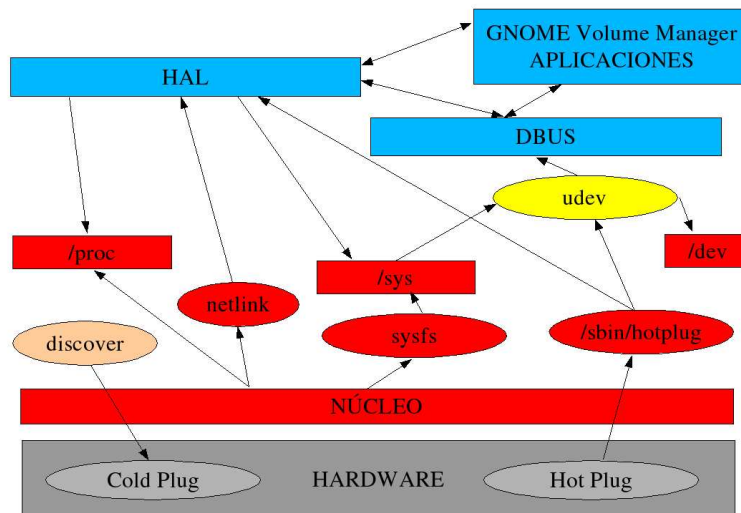 GNOME Volume Manager
APLICACIONES
HAL
DBUS
udev
/proc
/sys
/dev
netlink
discover
sysfs
/sbin/hotplug
NÚCLEO
Cold Plug
HARDWARE
Hot Plug